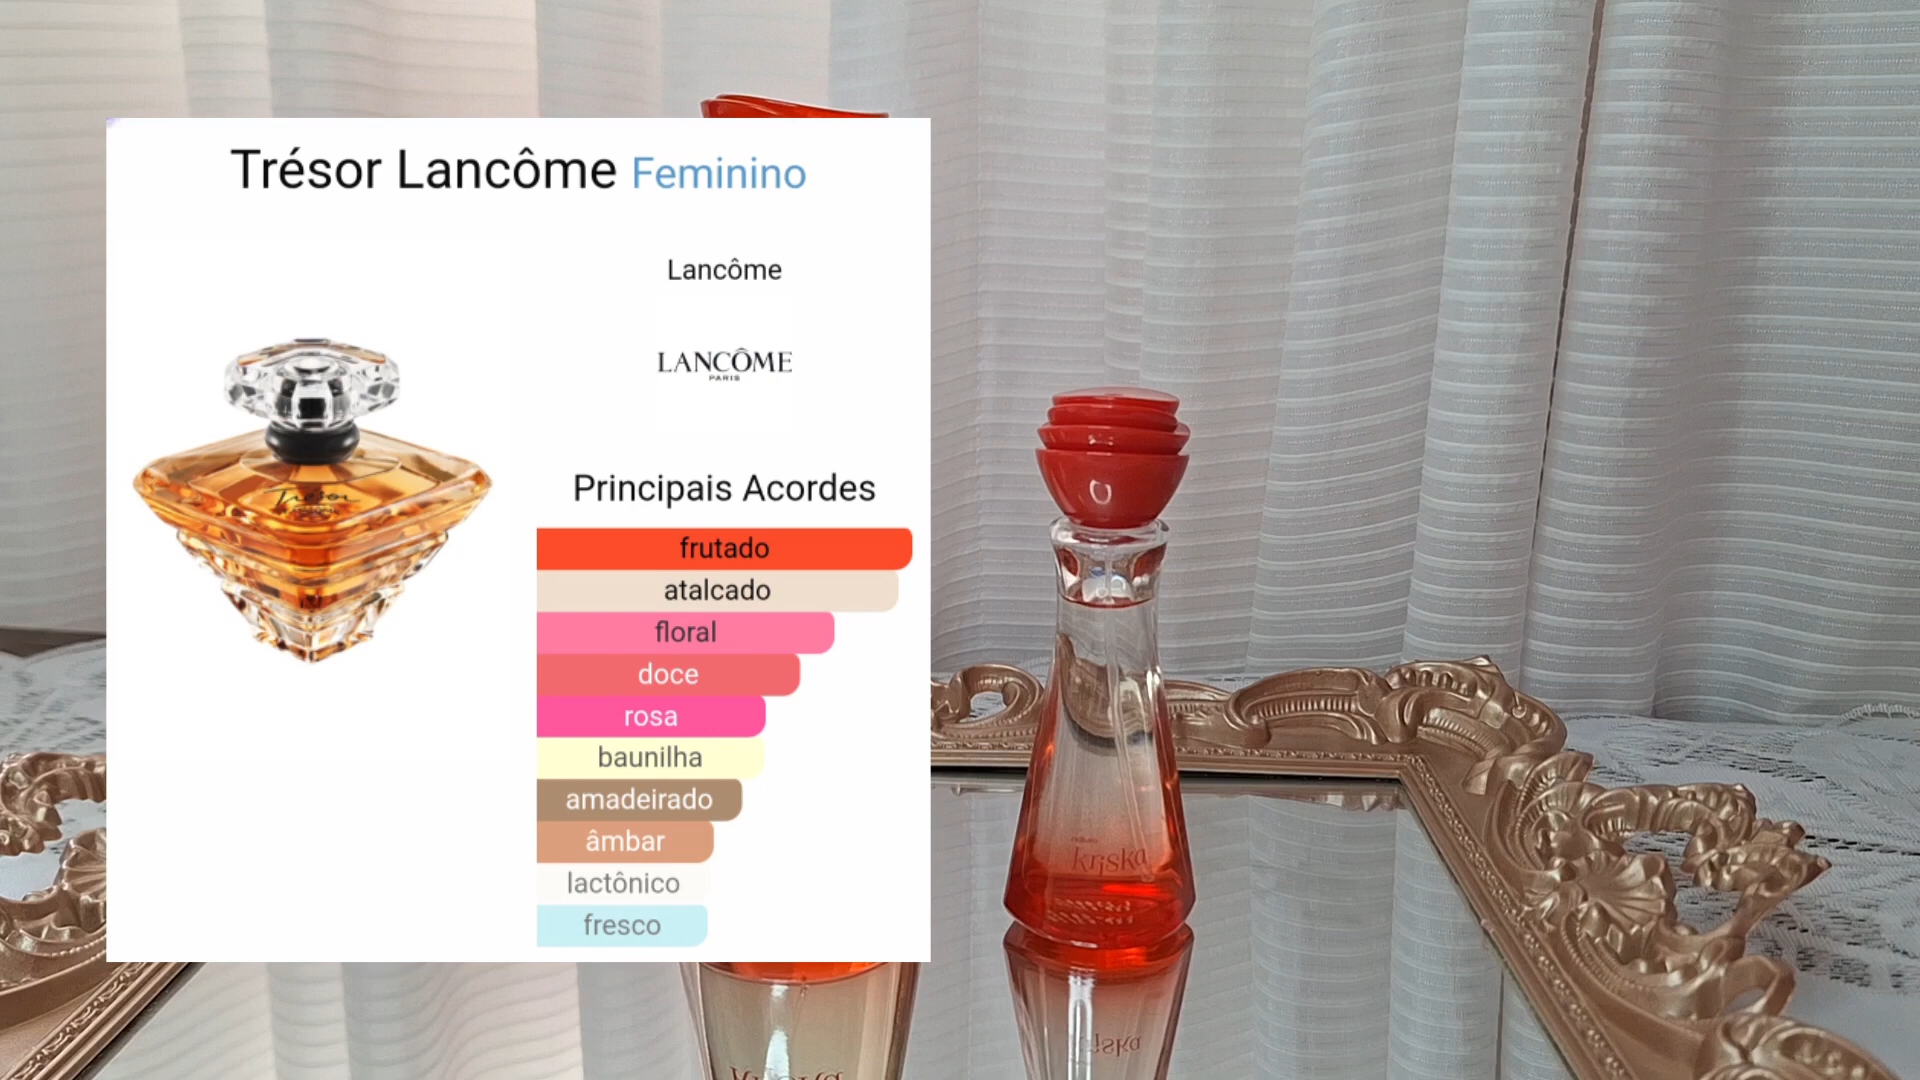 Trésor Lancôme Feminino
Lancôme
LANCÔME
PARIS
Trésor
Principais Acordes
frutado
atalcado
floral
doce
rosa
baunilha
amadeirado
âmbar
lactônico
fresco
kriska